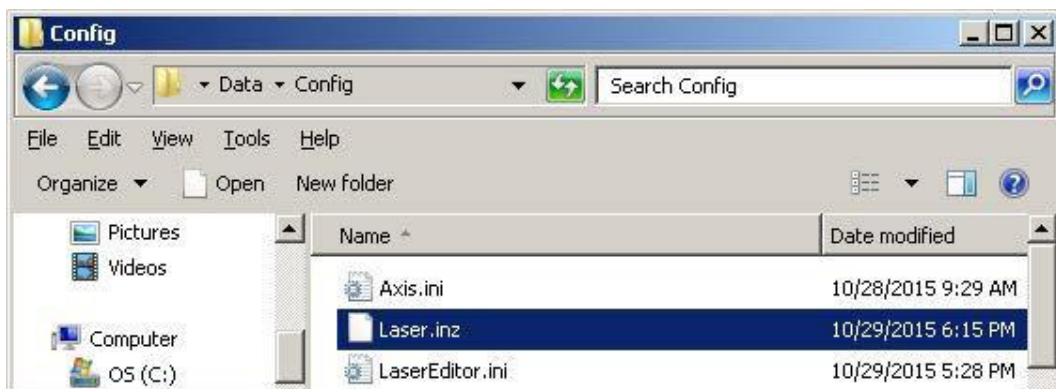 Config
Data Config Search Config
File Edit View Tools Help
Organize Open New folder
Pictures Name Date modified
Videos
Axis.ini 10/28/2015 9:29 AM
Computer Laser.inz 10/29/2015 6:15 PM
OS (C:) LaserEditor.ini 10/29/2015 5:28 PM